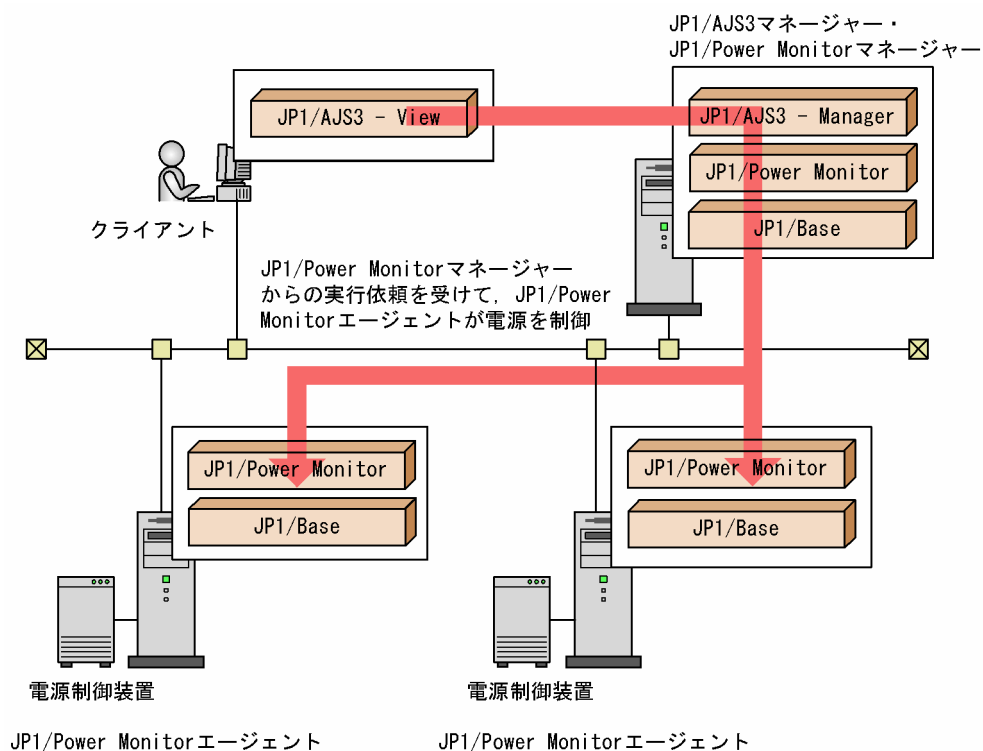 JP1/AJS3マネージャー・
JP1/Power Monitorマネージャー
JP1/AJS3 - View
JP1/AJS3 - Manager
JP1/Power Monitor
JP1/Base
クライアント
JP1/Power Monitorマネージャー
からの実行依頼を受けて，JP1/Power
Monitorエージェントが電源を制御
JP1/Power Monitor
JP1/Base
JP1/Power Monitor
JP1/Base
電源制御装置
電源制御装置
JP1/Power Monitorエージェント
JP1/Power Monitorエージェント